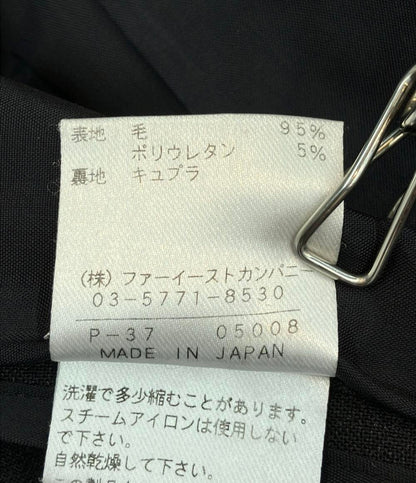 表地 毛 95%
ポリウレタン 5%
裏地 キュプラ
(株) ファーイーストカンパニー
03-5771-8530
P-37 05008
MADE IN JAPAN
洗濯で多少縮むことがあります。
スチームアイロンは使用しない
で下さい。
自然乾燥して下さい。